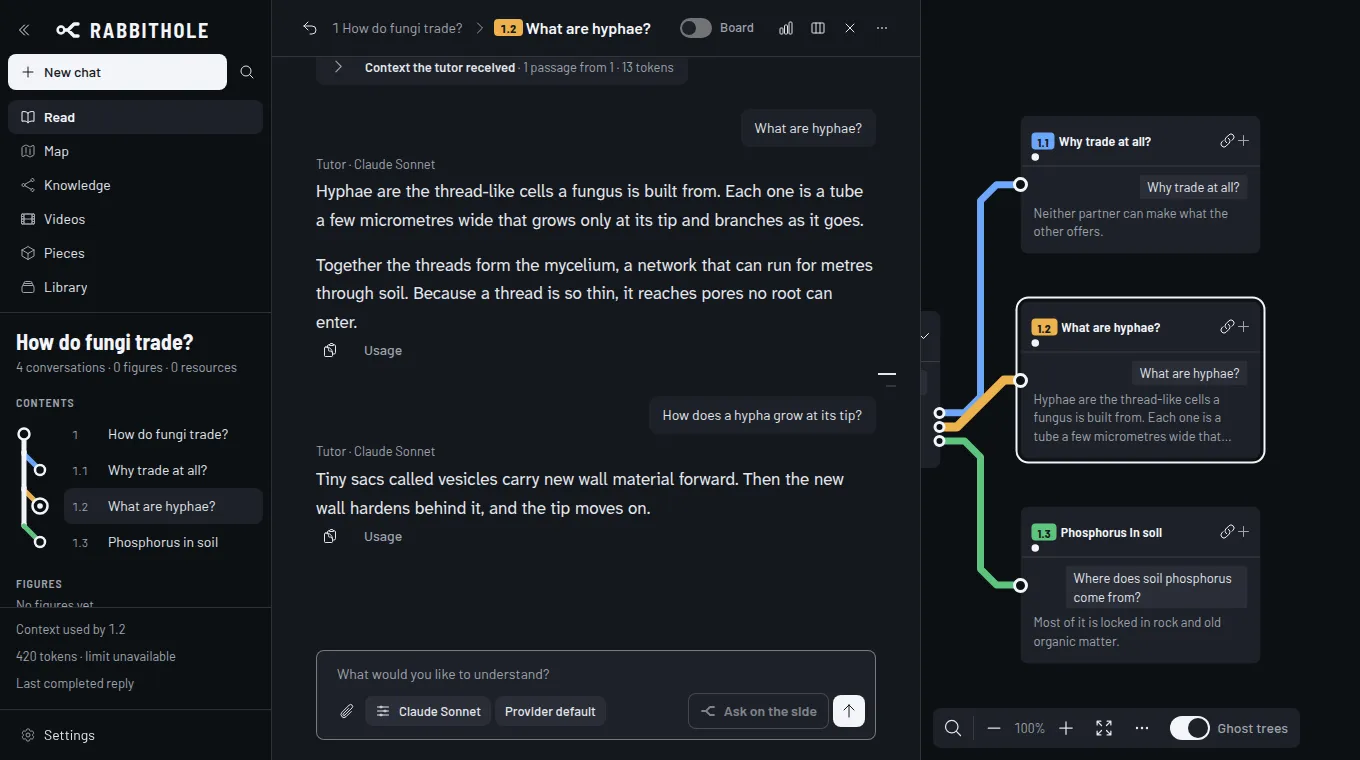 RABBITHOLE
New chat
Read
Map
Knowledge
Videos
Pieces
Library
How do fungi trade?
4 conversations · 0 figures · 0 resources
CONTENTS
1 How do fungi trade?
1.1 Why trade at all?
1.2 What are hyphae?
1.3 Phosphorus in soil
FIGURES
No figures yet
Context used by 1.2
420 tokens · limit unavailable
Last completed reply
Settings
1 How do fungi trade? 1.2 What are hyphae? Board
Context the tutor received · 1 passage from 1 · 13 tokens
What are hyphae?
Tutor · Claude Sonnet
Hyphae are the thread-like cells a fungus is built from. Each one is a tube
a few micrometres wide that grows only at its tip and branches as it goes.
Together the threads form the mycelium, a network that can run for metres
through soil. Because a thread is so thin, it reaches pores no root can
enter.
Usage
How does a hypha grow at its tip?
Tutor · Claude Sonnet
Tiny sacs called vesicles carry new wall material forward. Then the new
wall hardens behind it, and the tip moves on.
Usage
What would you like to understand?
Claude Sonnet Provider default Ask on the side
1.1 Why trade at all?
Why trade at all?
Neither partner can make what the
other offers.
1.2 What are hyphae?
What are hyphae?
Hyphae are the thread-like cells a
fungus is built from. Each one is a
tube a few micrometres wide that...
1.3 Phosphorus in soil
Where does soil phosphorus
come from?
Most of it is locked in rock and old
organic matter.
100% Ghost trees